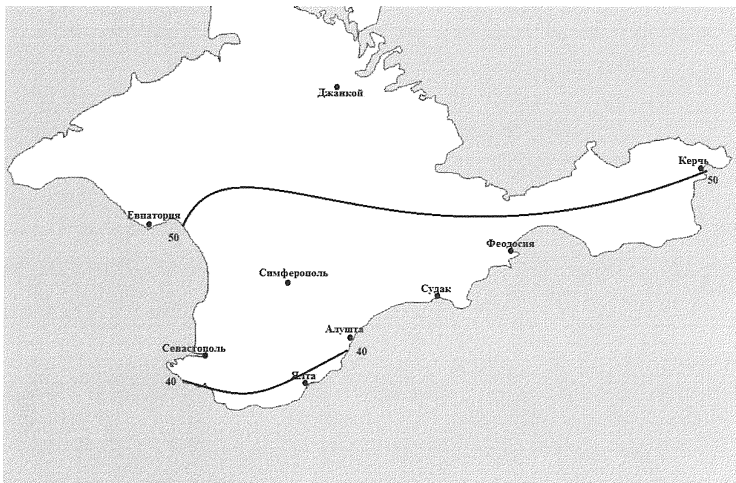 Джанкой
Керчь
50
Евпатория
50
Феодосия
Симферополь
Судак
Алушта
Севастополь
40
Ялта
40